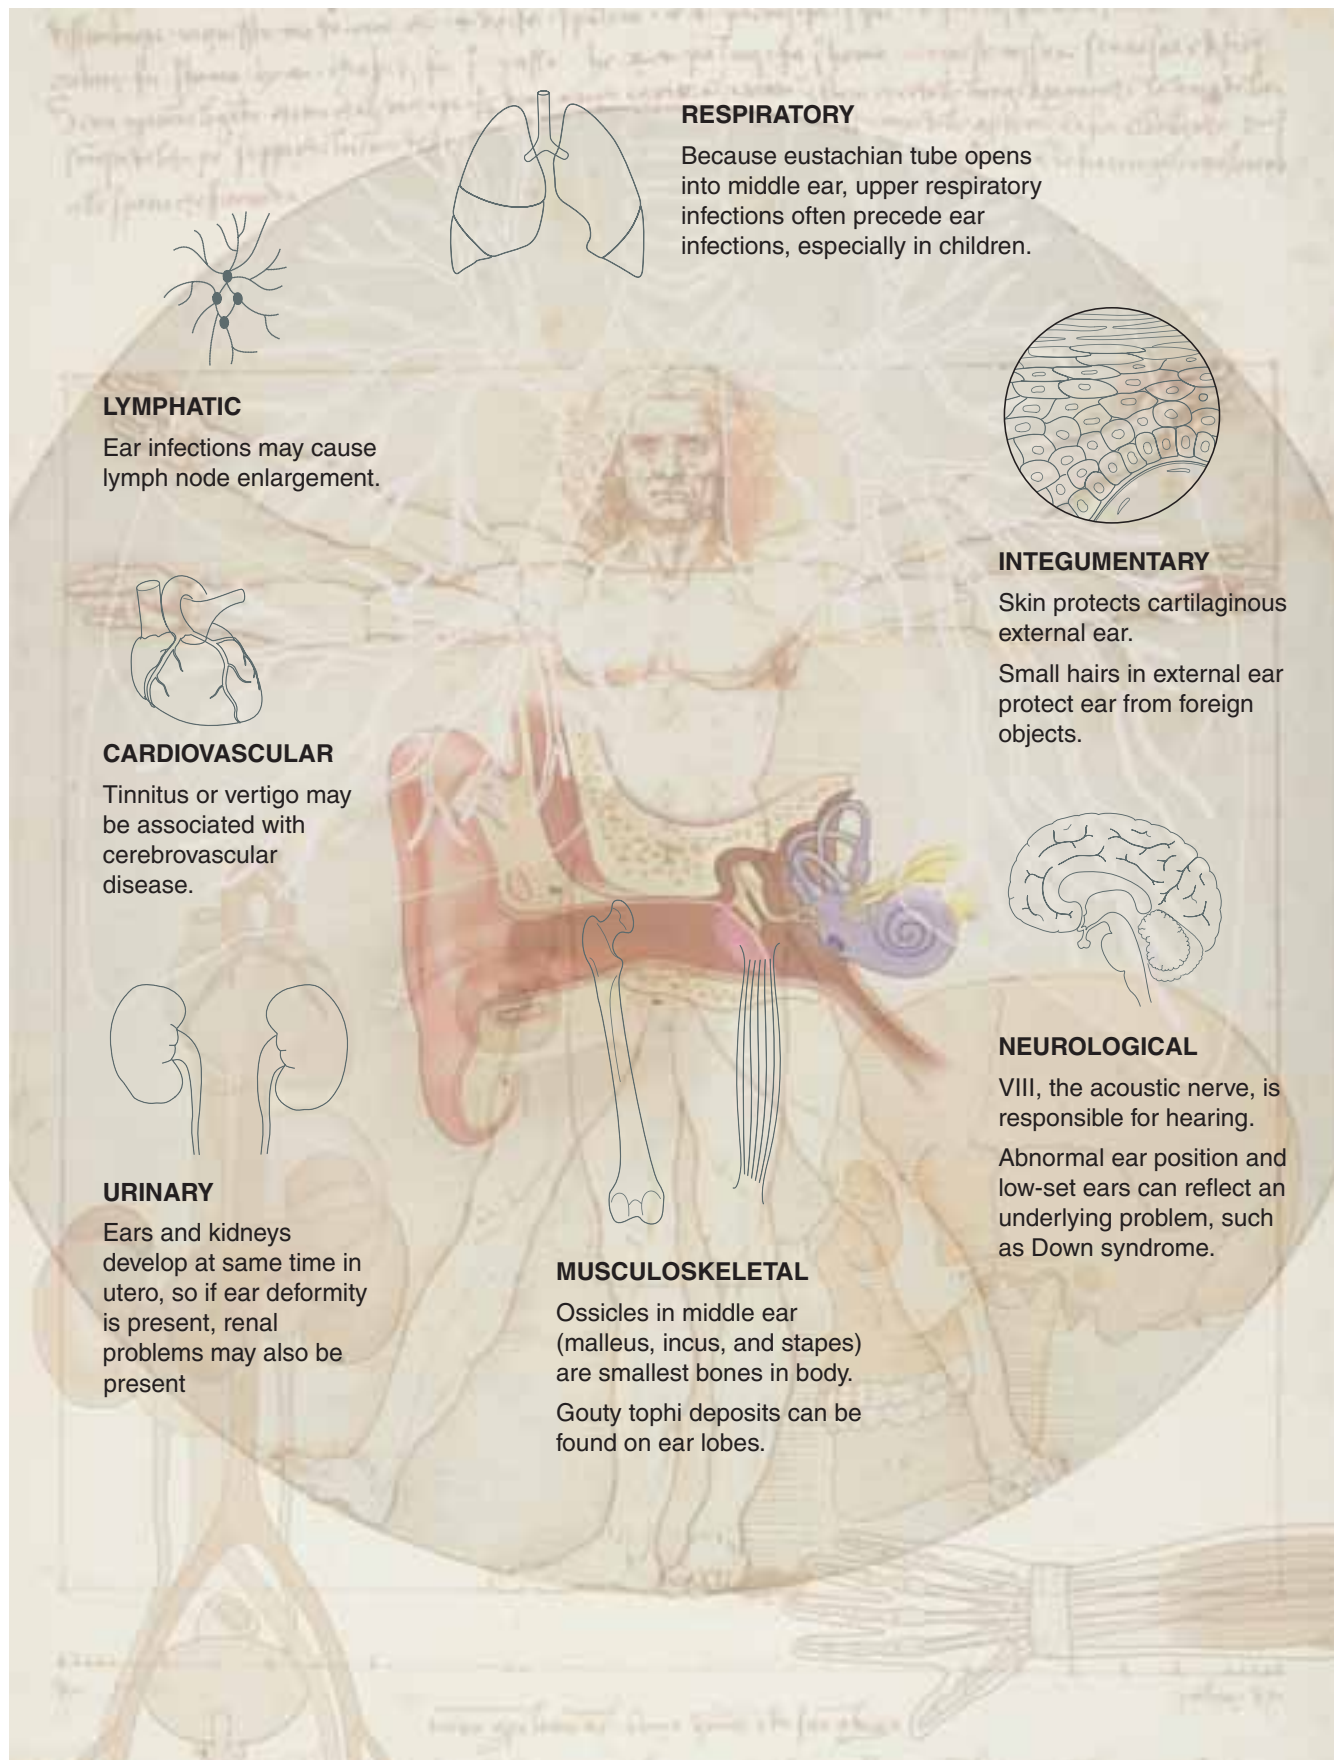 RESPIRATORY
Because eustachian tube opens
into middle ear, upper respiratory
infections often precede ear
infections, especially in children.
LYMPHATIC
Ear infections may cause
lymph node enlargement.
INTEGUMENTARY
Skin protects cartilaginous
external ear.
Small hairs in external ear
protect ear from foreign
objects.
CARDIOVASCULAR
Tinnitus or vertigo may
be associated with
cerebrovascular
disease.
NEUROLOGICAL
VIII, the acoustic nerve, is
responsible for hearing.
Abnormal ear position and
low-set ears can reflect an
underlying problem, such
as Down syndrome.
URINARY
Ears and kidneys
develop at same time in
utero, so if ear deformity
is present, renal
problems may also be
present
MUSCULOSKELETAL
Ossicles in middle ear
(malleus, incus, and stapes)
are smallest bones in body.
Gouty tophi deposits can be
found on ear lobes.